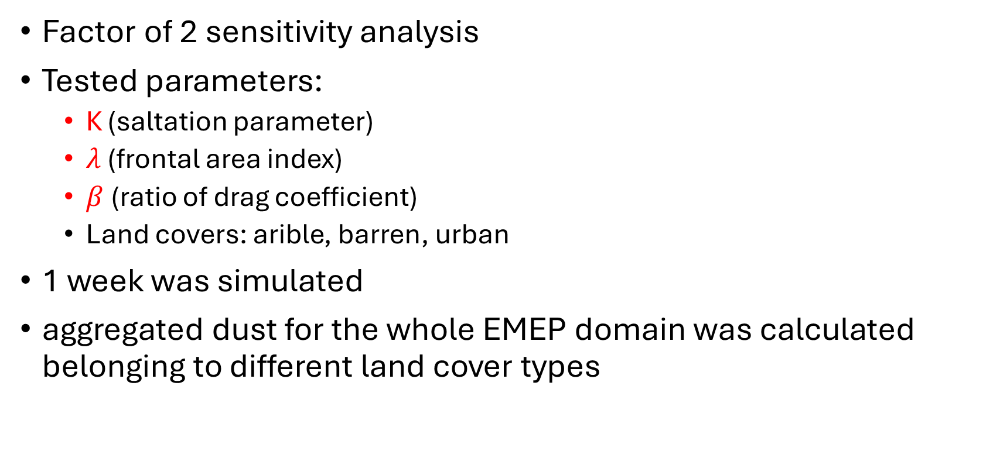 • Factor of 2 sensitivity analysis
• Tested parameters:
• K (saltation parameter)
• λ (frontal area index)
• β (ratio of drag coefficient)
• Land covers: arible, barren, urban
• 1 week was simulated
• aggregated dust for the whole EMEP domain was calculated
belonging to different land cover types